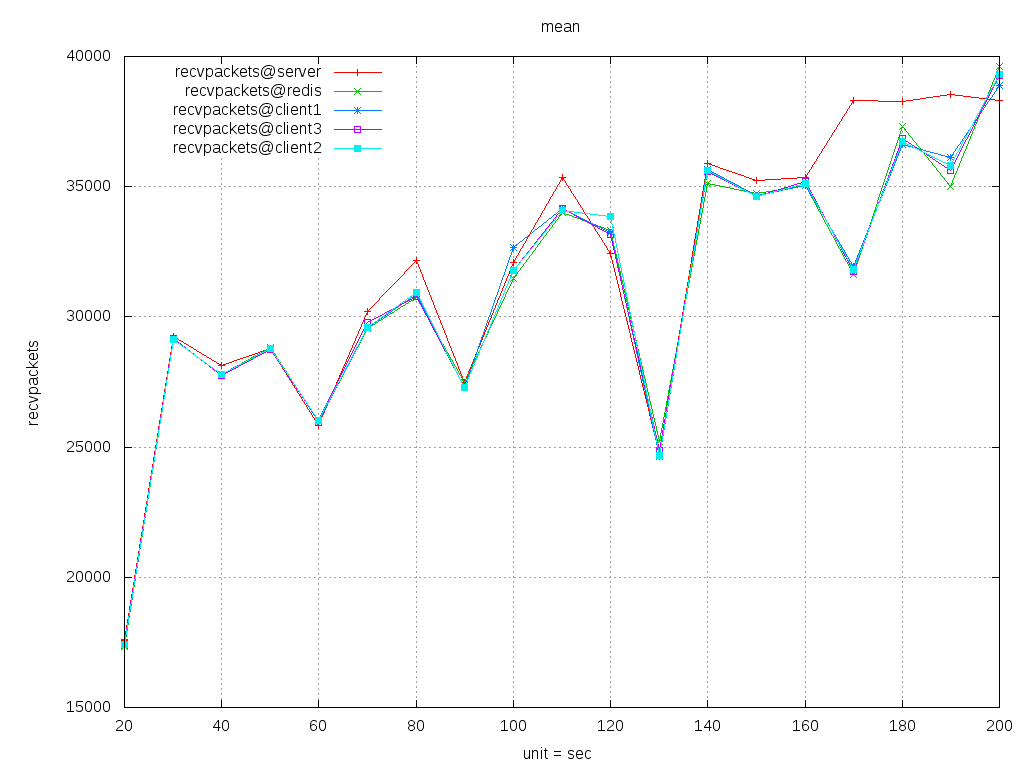 mean
40000
35000
30000
25000
20000
15000
recvpackets
recvpackets@server
recvpackets@redis
recvpackets@client1
recvpackets@client3
recvpackets@client2
20 40 60 80 100 120 140 160 180 200
unit = sec